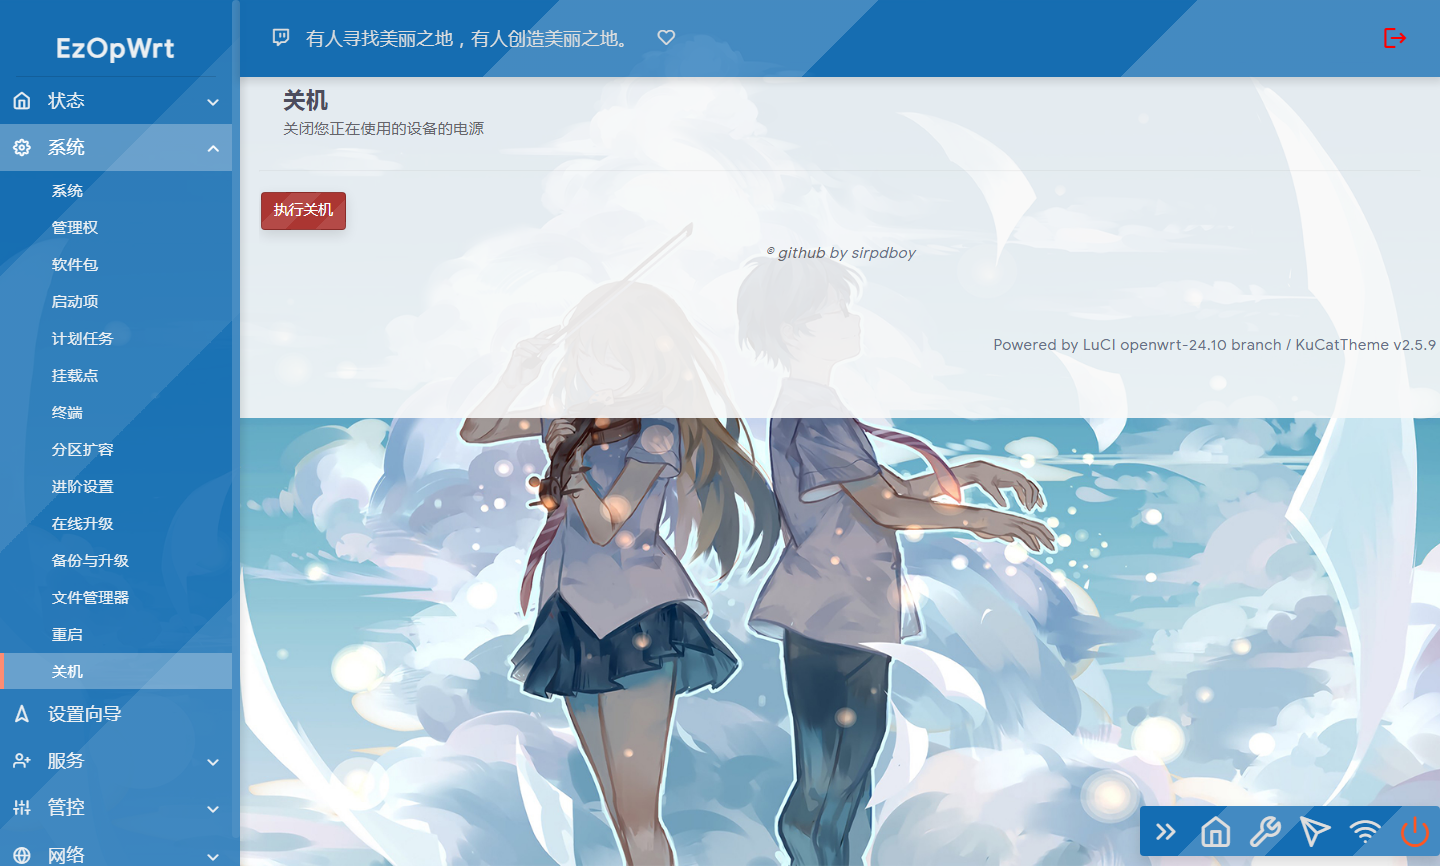 EzOpWrt
状态
系统
系统
管理权
软件包
启动项
计划任务
挂载点
终端
分区扩容
进阶设置
在线升级
备份与升级
文件管理器
重启
关机
设置向导
服务
管控
网络
有人寻找美丽之地，有人创造美丽之地。
关机
关闭您正在使用的设备的电源
执行关机
© github by sirpdboy
Powered by LuCI openwrt-24.10 branch / KuCatTheme v2.5.9